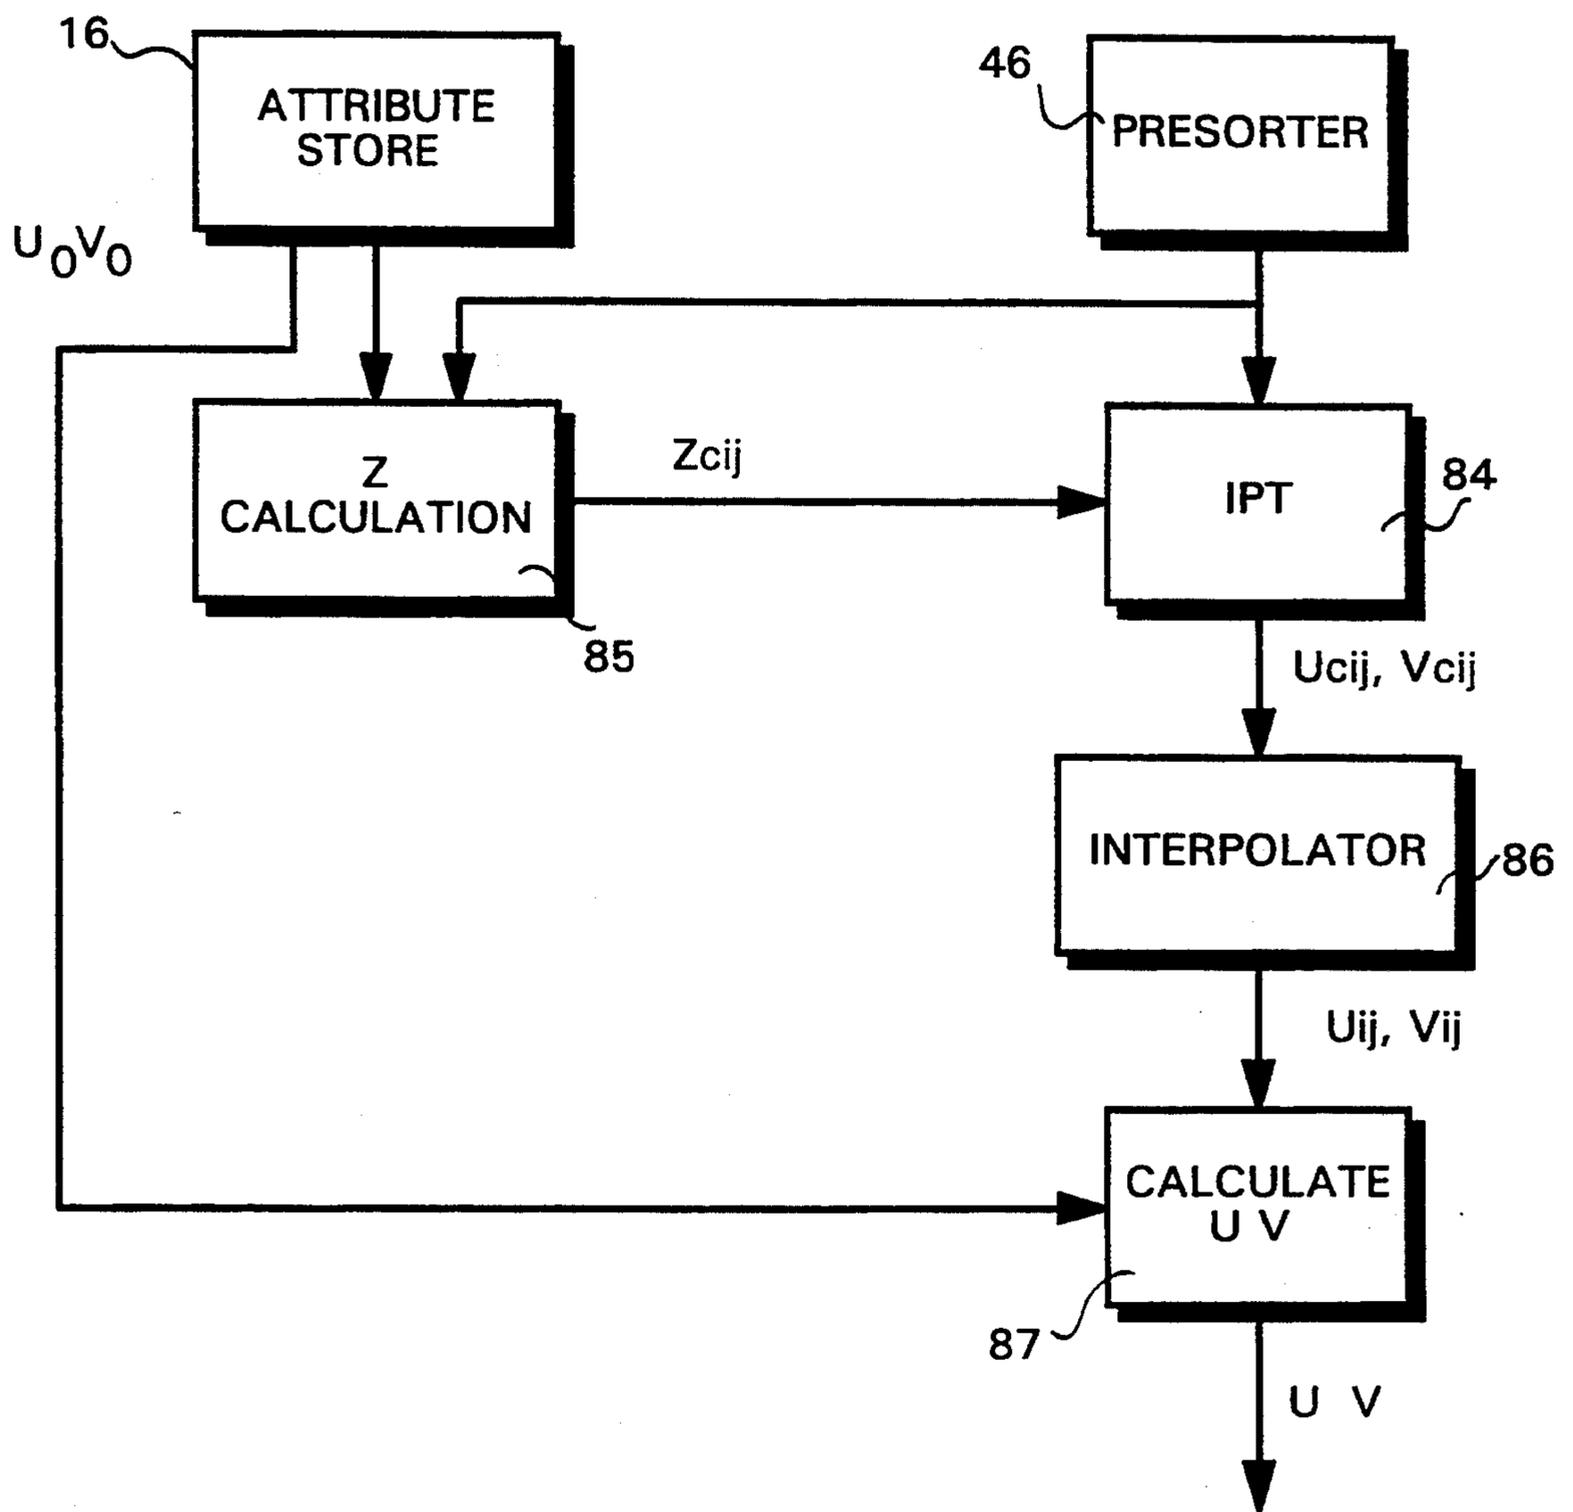 16
ATTRIBUTE
STORE
46
PRESORTER
U₀V₀
Z
CALCULATION
85
Zcij
IPT
84
Ucij, Vcij
INTERPOLATOR
86
Uij, Vij
CALCULATE
U V
87
U V